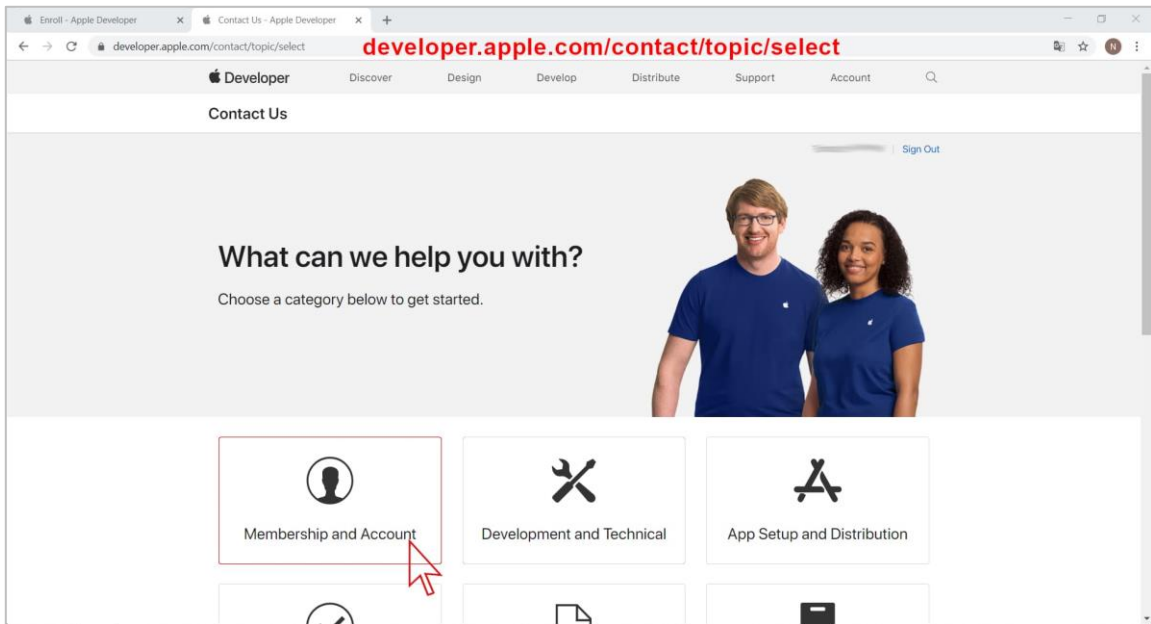 Enroll - Apple Developer
Contact Us - Apple Developer
developer.apple.com/contact/topic/select
developer.apple.com/contact/topic/select
N
Developer Discover Design Develop Distribute Support Account
Contact Us
Sign Out
What can we help you with?
Choose a category below to get started.
Membership and Account
Development and Technical
App Setup and Distribution